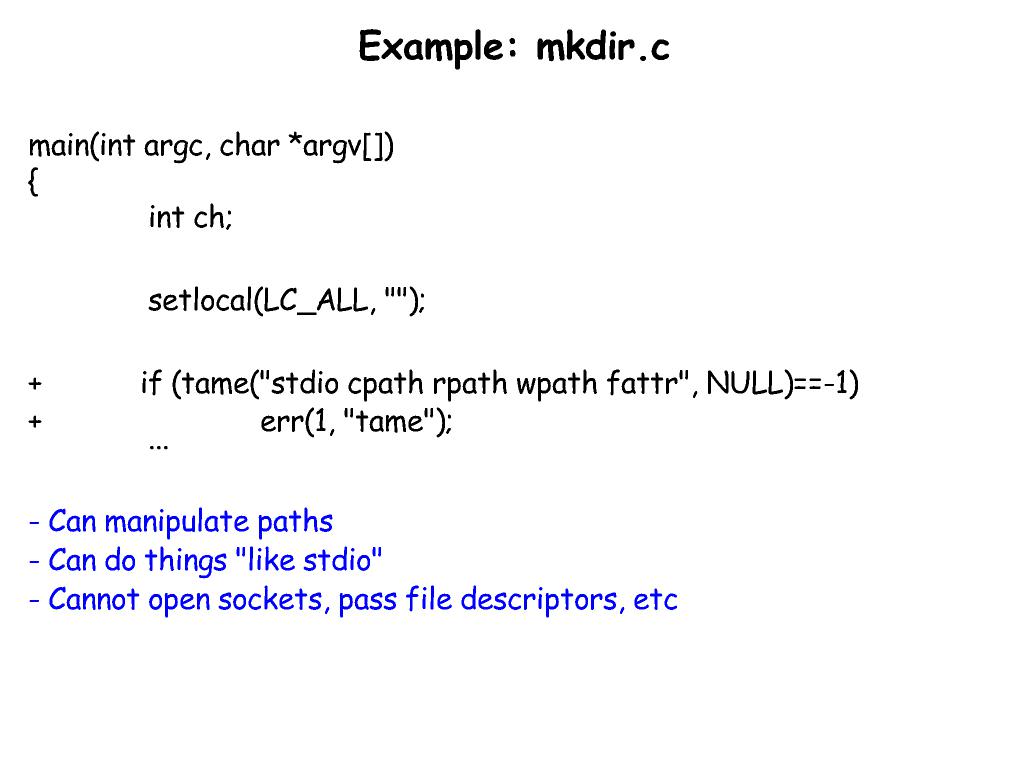 Example: mkdir.c
main(int argc, char *argv[])
{
int ch;
setlocal(LC_ALL, "");
+ if (tame("stdio cpath rpath wpath fattr", NULL)==-1)
+ err(1, "tame");
...
- Can manipulate paths
- Can do things "like stdio"
- Cannot open sockets, pass file descriptors, etc